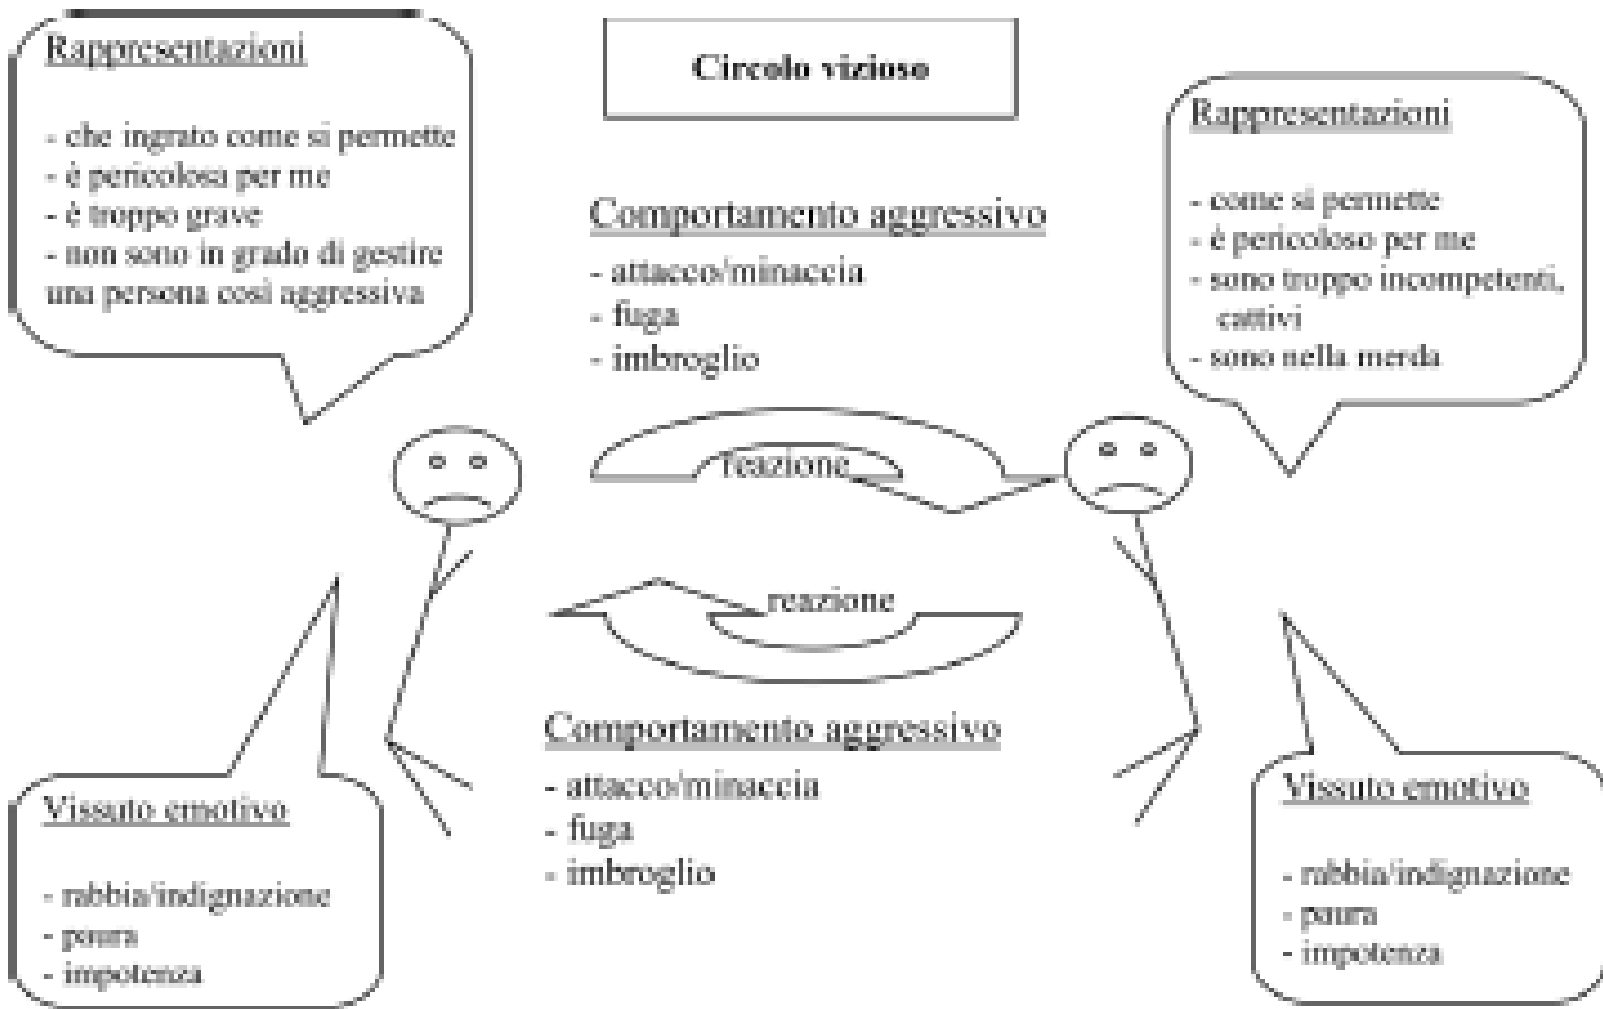 Rappresentazioni
- che ingrato come si permette
- è pericolosa per me
- è troppo grave
- non sono in grado di gestire
una persona così aggressiva
Circolo vizioso
Rappresentazioni
- come si permette
- è pericoloso per me
- sono troppo incompetenti,
cattivi
- sono nella merda
Comportamento aggressivo
- attacco/minaccia
- fuga
- imbroglio
reazione
reazione
Comportamento aggressivo
- attacco/minaccia
- fuga
- imbroglio
Vissuto emotivo
- rabbia/indignazione
- paura
- impotenza
Vissuto emotivo
- rabbia/indignazione
- paura
- impotenza